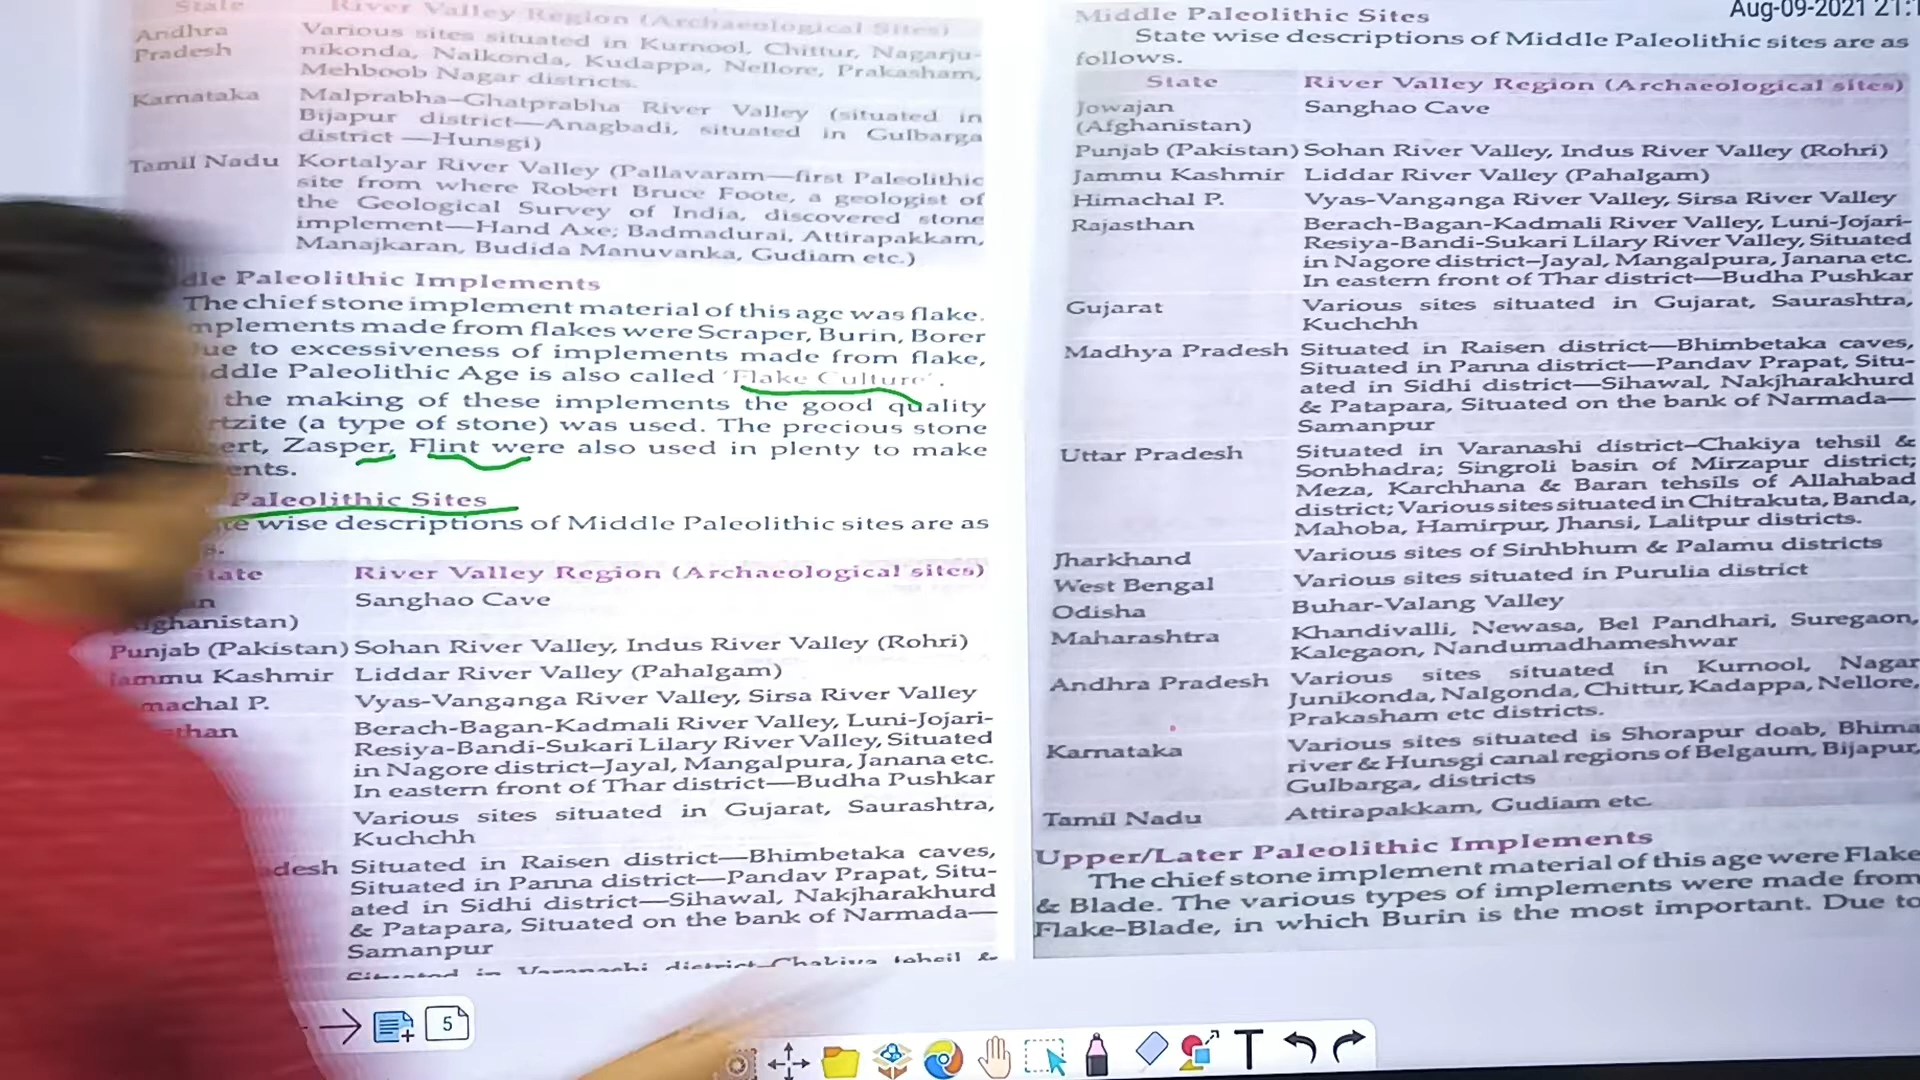 State River Valley Region (Archaeological Sites)
Andhra Various sites situated in Kurnool, Chittur, Nagarju-
Pradesh nikonda, Nalkonda, Kudappa, Nellore, Prakasham,
Mehboob Nagar districts.
Karnataka Malprabha–Ghatprabha River Valley (situated in
Bijapur district—Anagbadi, situated in Gulbarga
district —Hunsgi)
Tamil Nadu Kortalyar River Valley (Pallavaram—first Paleolithic
site from where Robert Bruce Foote, a geologist of
the Geological Survey of India, discovered stone
implement—Hand Axe; Badmadurai, Attirapakkam,
Manajkaran, Budida Manuvanka, Gudiam etc.)
dle Paleolithic Implements
The chief stone implement material of this age was flake.
mplements made from flakes were Scraper, Burin, Borer
ue to excessiveness of implements made from flake,
ddle Paleolithic Age is also called 'Flake Culture'.
the making of these implements the good quality
rtzite (a type of stone) was used. The precious stone
ert, Zasper, Flint were also used in plenty to make
ents.
Paleolithic Sites
te wise descriptions of Middle Paleolithic sites are as
s.
tate River Valley Region (Archaeological sites)
an Sanghao Cave
ghanistan)
Punjab (Pakistan) Sohan River Valley, Indus River Valley (Rohri)
ammu Kashmir Liddar River Valley (Pahalgam)
machal P. Vyas-Vanganga River Valley, Sirsa River Valley
than Berach-Bagan-Kadmali River Valley, Luni-Jojari-
Resiya-Bandi-Sukari Lilary River Valley, Situated
in Nagore district–Jayal, Mangalpura, Janana etc.
In eastern front of Thar district—Budha Pushkar
Various sites situated in Gujarat, Saurashtra,
Kuchchh
desh Situated in Raisen district—Bhimbetaka caves,
Situated in Panna district—Pandav Prapat, Situ-
ated in Sidhi district—Sihawal, Nakjharakhurd
& Patapara, Situated on the bank of Narmada—
Samanpur
Situated in Varanashi district–Chakiya tehsil &
5
Aug-09-2021 21:1
Middle Paleolithic Sites
State wise descriptions of Middle Paleolithic sites are as
follows.
State River Valley Region (Archaeological sites)
Jowajan Sanghao Cave
(Afghanistan)
Punjab (Pakistan) Sohan River Valley, Indus River Valley (Rohri)
Jammu Kashmir Liddar River Valley (Pahalgam)
Himachal P. Vyas-Vanganga River Valley, Sirsa River Valley
Rajasthan Berach-Bagan-Kadmali River Valley, Luni-Jojari-
Resiya-Bandi-Sukari Lilary River Valley, Situated
in Nagore district–Jayal, Mangalpura, Janana etc.
In eastern front of Thar district—Budha Pushkar
Gujarat Various sites situated in Gujarat, Saurashtra,
Kuchchh
Madhya Pradesh Situated in Raisen district—Bhimbetaka caves,
Situated in Panna district—Pandav Prapat, Situ-
ated in Sidhi district—Sihawal, Nakjharakhurd
& Patapara, Situated on the bank of Narmada—
Samanpur
Uttar Pradesh Situated in Varanashi district–Chakiya tehsil &
Sonbhadra; Singroli basin of Mirzapur district;
Meza, Karchhana & Baran tehsils of Allahabad
district; Various sites situated in Chitrakuta, Banda,
Mahoba, Hamirpur, Jhansi, Lalitpur districts.
Jharkhand Various sites of Sinhbhum & Palamu districts
West Bengal Various sites situated in Purulia district
Odisha Buhar-Valang Valley
Maharashtra Khandivalli, Newasa, Bel Pandhari, Suregaon,
Kalegaon, Nandumadhameshwar
Andhra Pradesh Various sites situated in Kurnool, Nagar
Junikonda, Nalgonda, Chittur, Kadappa, Nellore,
Prakasham etc districts.
Karnataka Various sites situated is Shorapur doab, Bhima
river & Hunsgi canal regions of Belgaum, Bijapur,
Gulbarga, districts
Tamil Nadu Attirapakkam, Gudiam etc.
Upper/Later Paleolithic Implements
The chief stone implement material of this age were Flake
& Blade. The various types of implements were made from
Flake-Blade, in which Burin is the most important. Due to
T